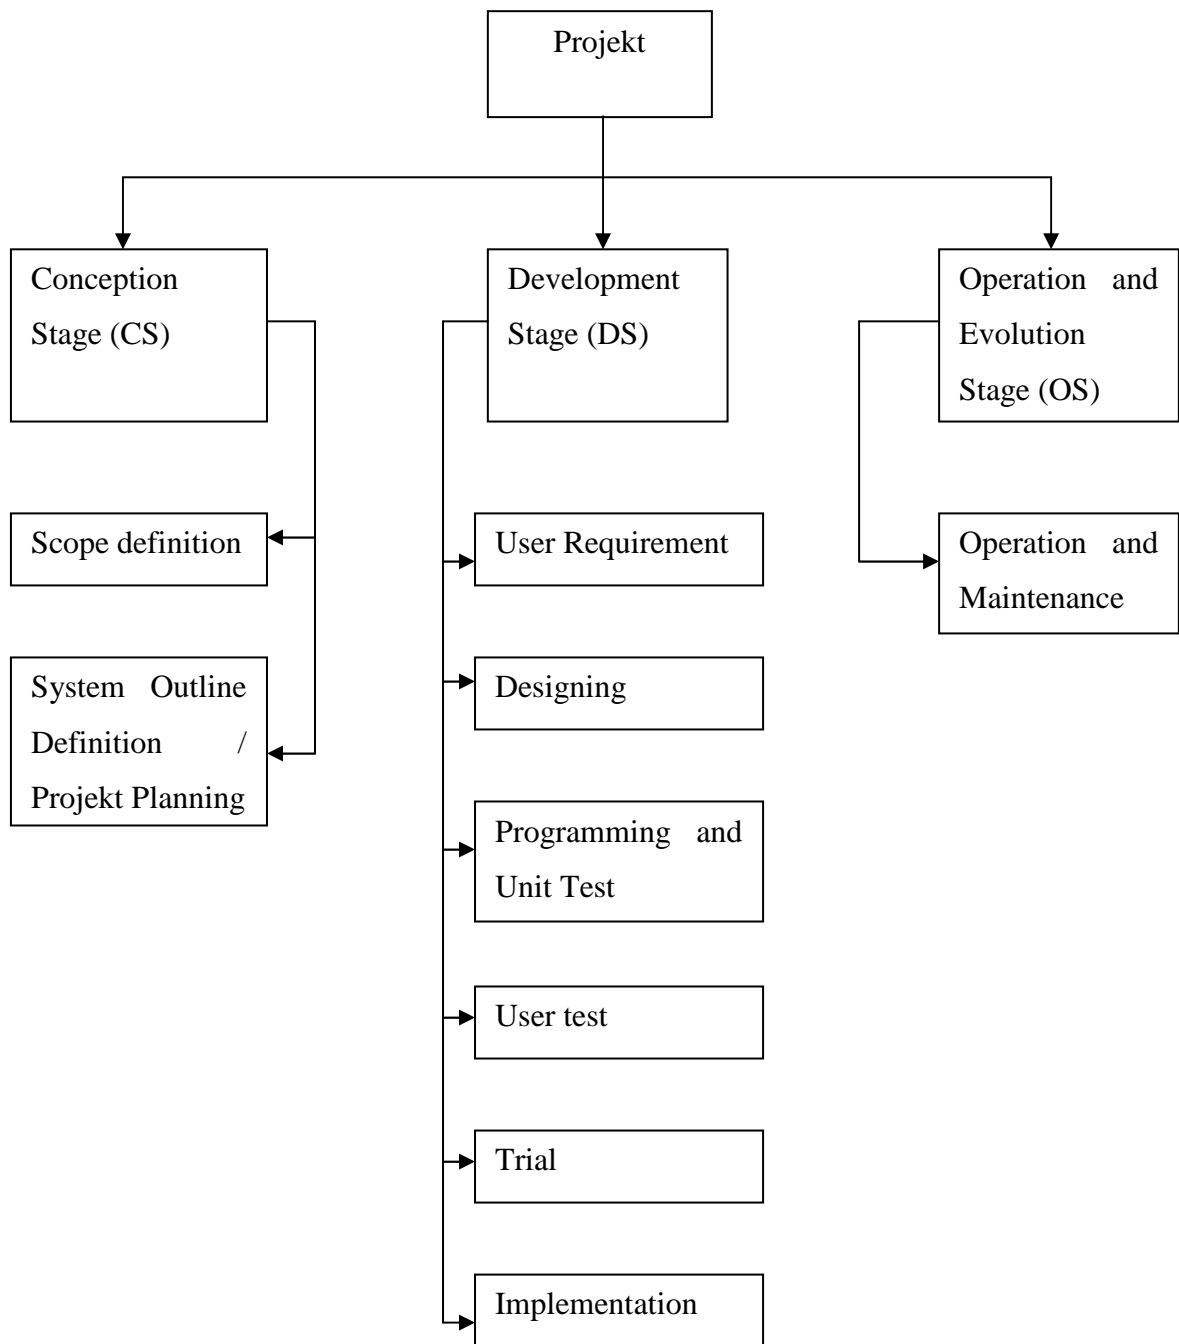 Projekt
Conception
Stage (CS)
Development
Stage (DS)
Operation and
Evolution
Stage (OS)
Scope definition
System Outline
Definition /
Projekt Planning
User Requirement
Designing
Programming and
Unit Test
User test
Trial
Implementation
Operation and
Maintenance